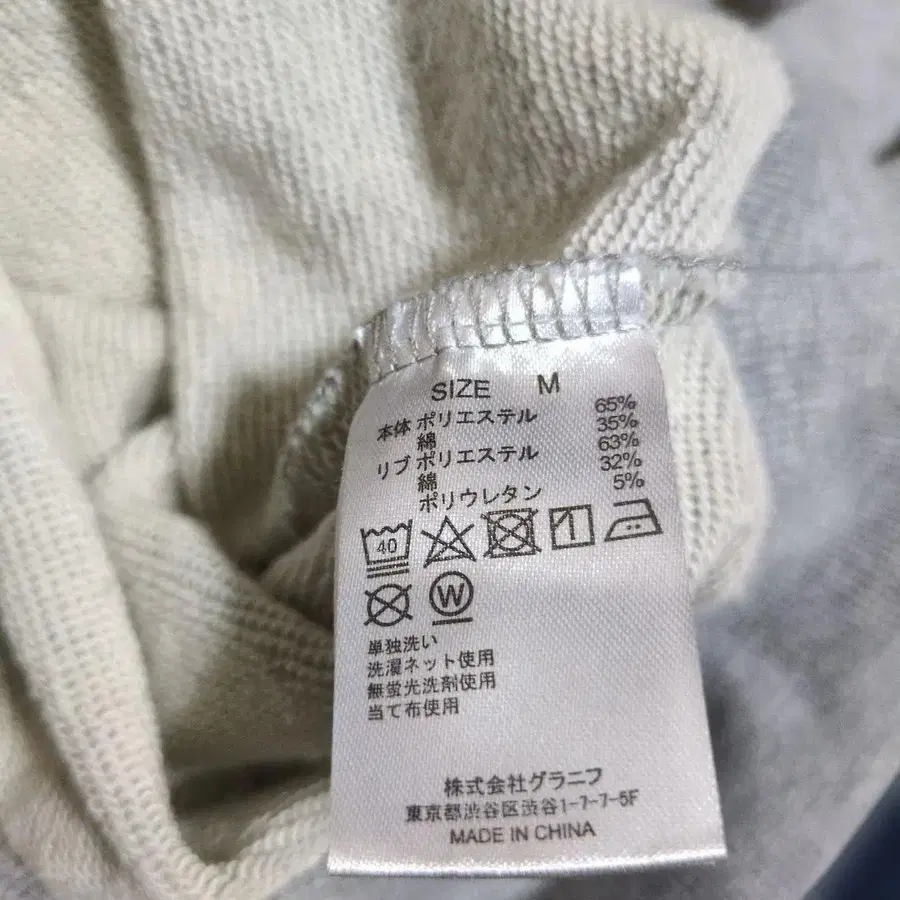 SIZE M
本体 ポリエステル 65%
綿 35%
リブ ポリエステル 63%
綿 32%
ポリウレタン 5%
40
W
単独洗い
洗濯ネット使用
無蛍光洗剤使用
当て布使用
株式会社グラニフ
東京都渋谷区渋谷1-7-7-5F
MADE IN CHINA